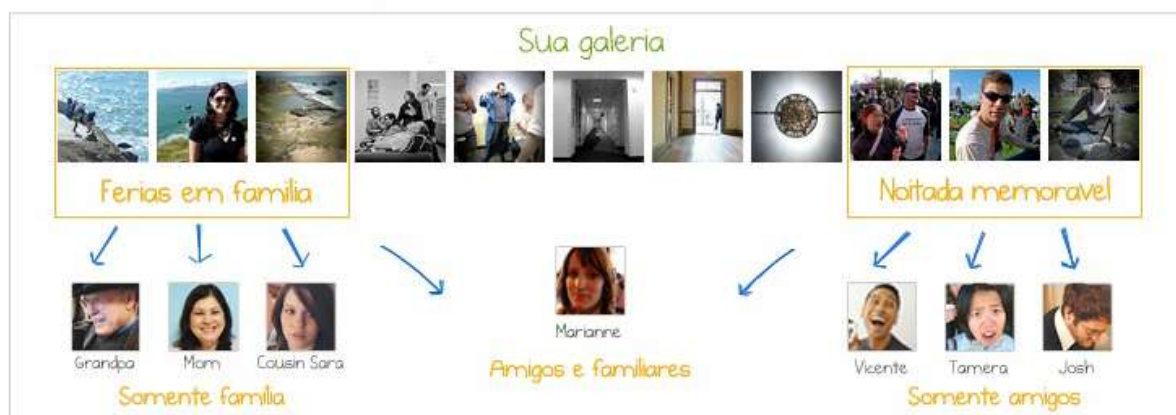 Sua galeria
Ferias em família
Noitada memoravel
Grandpa
Mom
Cousin Sara
Marianne
Vicente
Tamera
Josh
Somente família
Amigos e familiares
Somente amigos